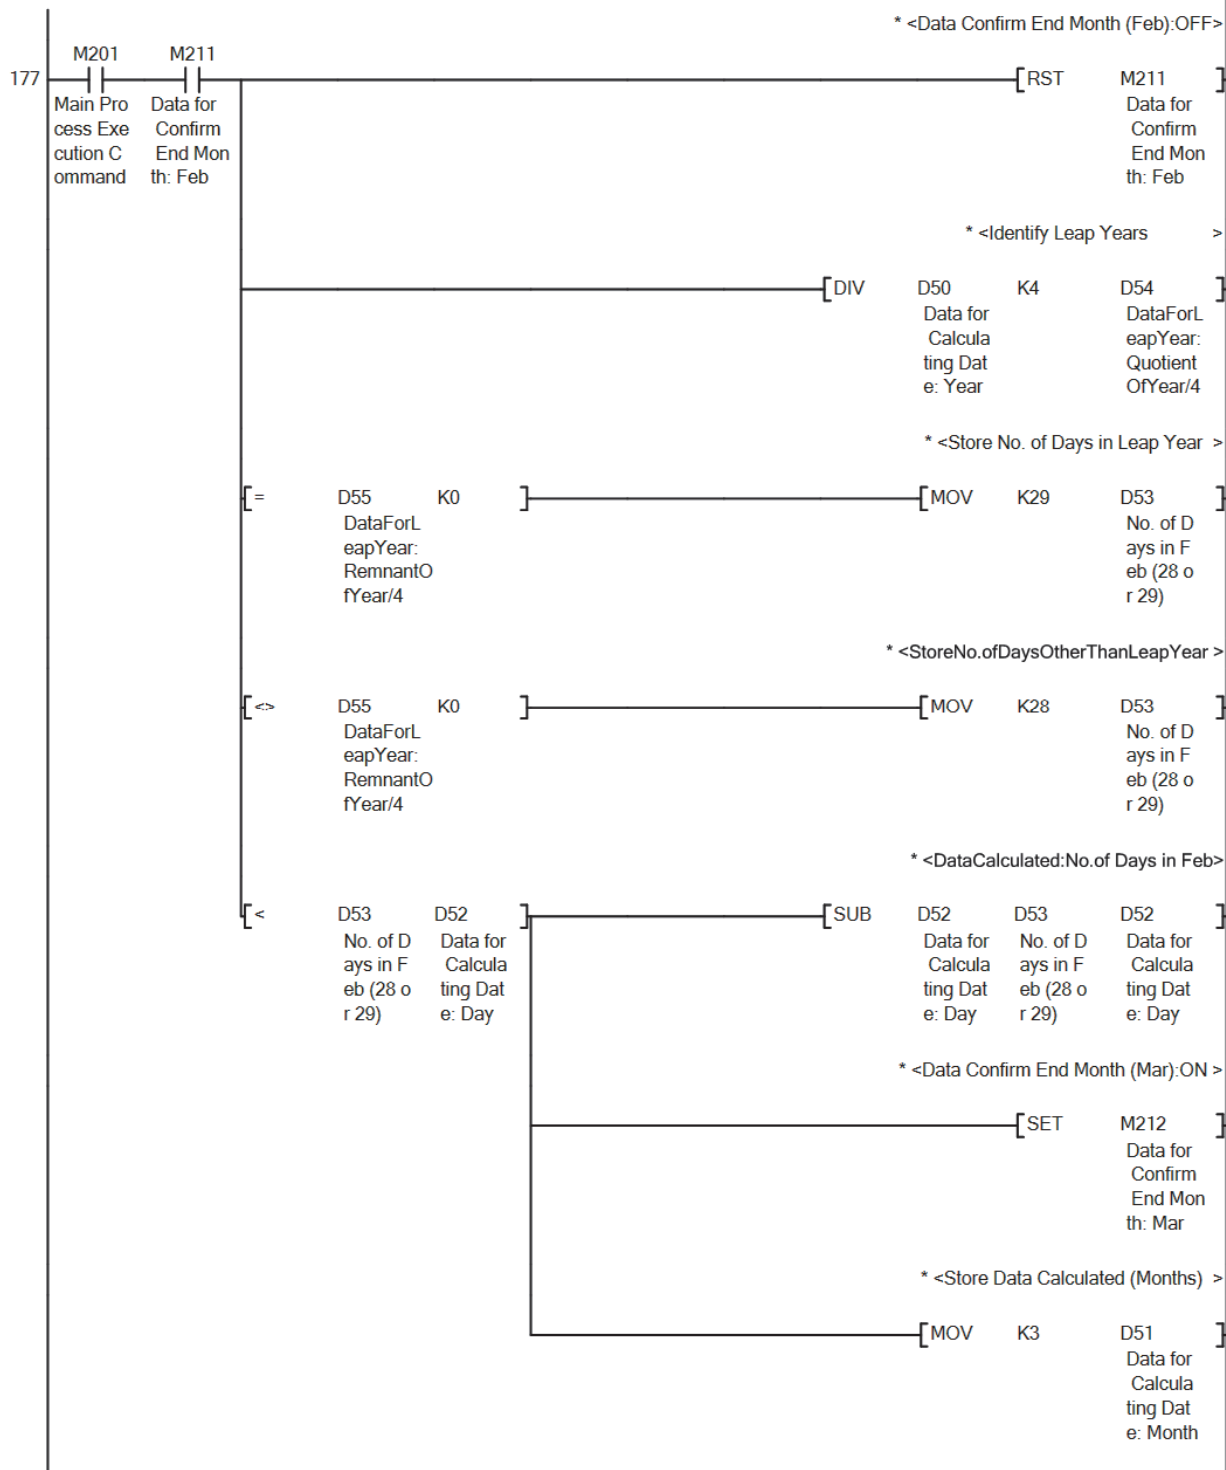 * <Data Confirm End Month (Feb):OFF>
M201 M211
177 [RST M211 ]
Main Pro Data for Data for
cess Exe Confirm Confirm
cution C End Mon End Mon
ommand th: Feb th: Feb
* <Identify Leap Years >
[DIV D50 K4 D54 ]
Data for DataForL
Calcula eapYear:
ting Dat Quotient
e: Year OfYear/4
* <Store No. of Days in Leap Year >
[= D55 K0 ] [MOV K29 D53 ]
DataForL No. of D
eapYear: ays in F
RemnantO eb (28 o
fYear/4 r 29)
* <StoreNo.ofDaysOtherThanLeapYear >
[<> D55 K0 ] [MOV K28 D53 ]
DataForL No. of D
eapYear: ays in F
RemnantO eb (28 o
fYear/4 r 29)
* <DataCalculated:No.of Days in Feb>
[< D53 D52 ] [SUB D52 D53 D52 ]
No. of D Data for Data for No. of D Data for
ays in F Calcula Calcula ays in F Calcula
eb (28 o ting Dat ting Dat eb (28 o ting Dat
r 29) e: Day e: Day r 29) e: Day
* <Data Confirm End Month (Mar):ON >
[SET M212 ]
Data for
Confirm
End Mon
th: Mar
* <Store Data Calculated (Months) >
[MOV K3 D51 ]
Data for
Calcula
ting Dat
e: Month